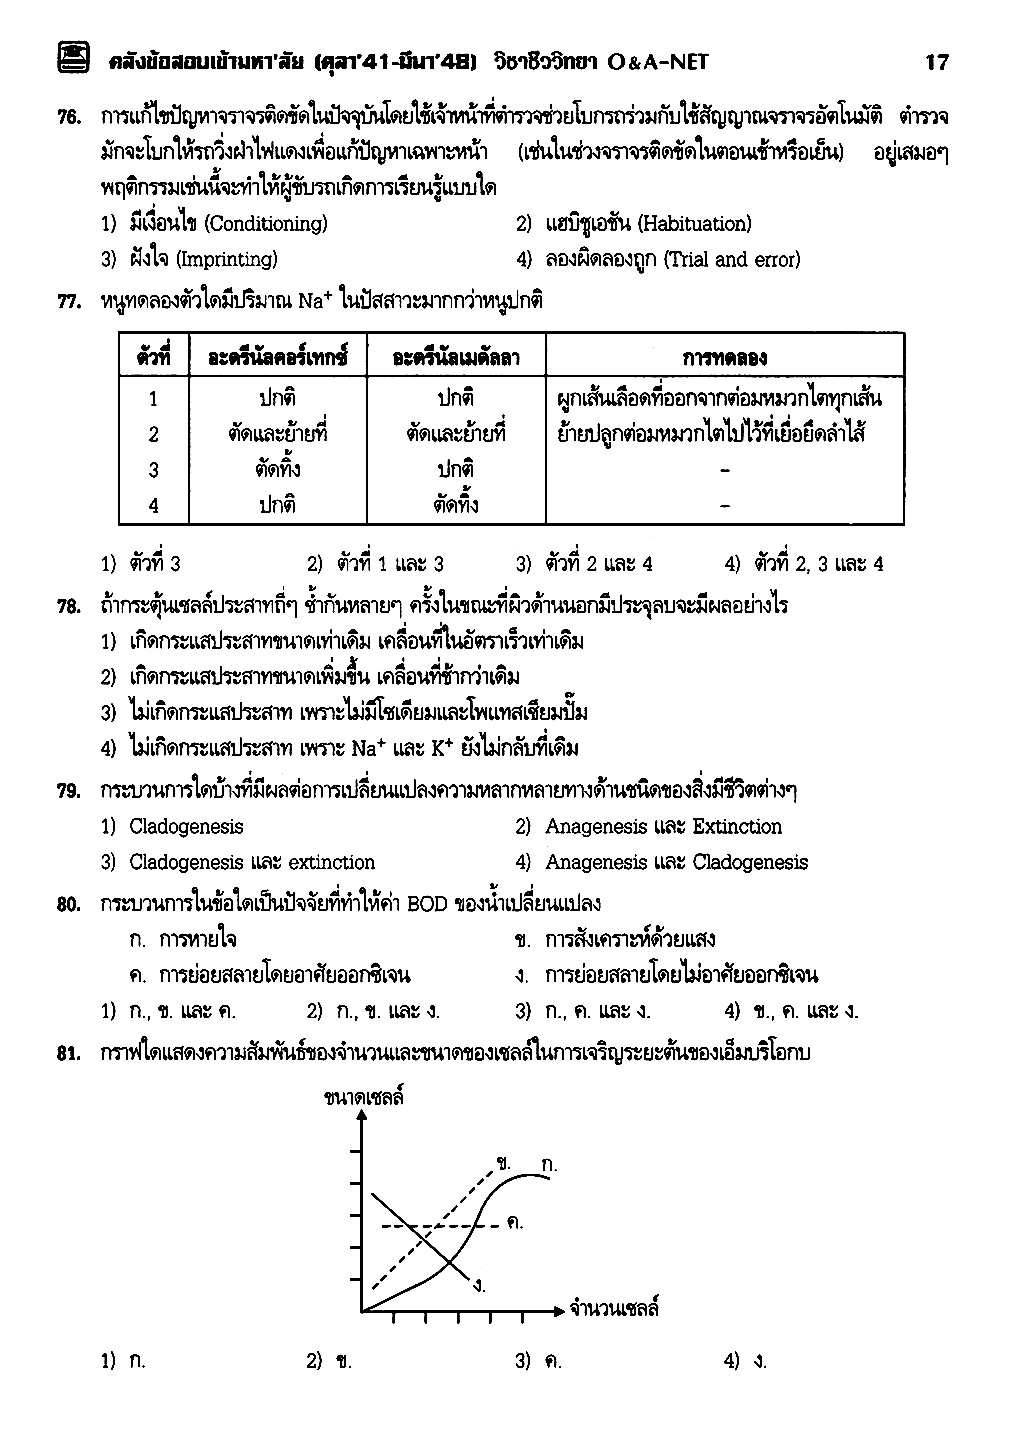 คลังข้อสอบเข้ามหา'ลัย (ตุลา'41-มีนา'48) วิชาชีววิทยา O&A-NET 17
76. การแก้ไขปัญหาจราจรติดขัดในปัจจุบันโดยใช้เจ้าหน้าที่ตำรวจช่วยโบกรถร่วมกับใช้สัญญาณจราจรอัตโนมัติ ตำรวจ
มักจะโบกให้รถวิ่งฝ่าไฟแดงเพื่อแก้ปัญหาเฉพาะหน้า (เช่นในช่วงจราจรติดขัดในตอนเช้าหรือเย็น) อยู่เสมอๆ
พฤติกรรมเช่นนี้จะทำให้ผู้ขับรถเกิดการเรียนรู้แบบใด
1) มีเงื่อนไข (Conditioning) 2) แฮบิชูเอชัน (Habituation)
3) ฝังใจ (Imprinting) 4) ลองผิดลองถูก (Trial and error)
77. หนูทดลองตัวใดมีปริมาณ Na⁺ ในปัสสาวะมากกว่าหนูปกติ
ตัวที่ อะดรีนัลคอร์เทกซ์ อะดรีนัลเมดัลลา การทดลอง
1 ปกติ ปกติ ผูกเส้นเลือดที่ออกจากต่อมหมวกไตทุกเส้น
2 ตัดและย้ายที่ ตัดและย้ายที่ ย้ายปลูกต่อมหมวกไตไปไว้ที่เยื่อยึดลำไส้
3 ตัดทิ้ง ปกติ –
4 ปกติ ตัดทิ้ง –
1) ตัวที่ 3 2) ตัวที่ 1 และ 3 3) ตัวที่ 2 และ 4 4) ตัวที่ 2, 3 และ 4
78. ถ้ากระตุ้นเซลล์ประสาทถี่ๆ ซ้ำกันหลายๆ ครั้งในขณะที่ผิวด้านนอกมีประจุลบจะมีผลอย่างไร
1) เกิดกระแสประสาทขนาดเท่าเดิม เคลื่อนที่ในอัตราเร็วเท่าเดิม
2) เกิดกระแสประสาทขนาดเพิ่มขึ้น เคลื่อนที่ช้ากว่าเดิม
3) ไม่เกิดกระแสประสาท เพราะไม่มีโซเดียมและโพแทสเซียมปั๊ม
4) ไม่เกิดกระแสประสาท เพราะ Na⁺ และ K⁺ ยังไม่กลับที่เดิม
79. กระบวนการใดบ้างที่มีผลต่อการเปลี่ยนแปลงความหลากหลายทางด้านชนิดของสิ่งมีชีวิตต่างๆ
1) Cladogenesis 2) Anagenesis และ Extinction
3) Cladogenesis และ extinction 4) Anagenesis และ Cladogenesis
80. กระบวนการในข้อใดเป็นปัจจัยที่ทำให้ค่า BOD ของน้ำเปลี่ยนแปลง
ก. การหายใจ ข. การสังเคราะห์ด้วยแสง
ค. การย่อยสลายโดยอาศัยออกซิเจน ง. การย่อยสลายโดยไม่อาศัยออกซิเจน
1) ก., ข. และ ค. 2) ก., ข. และ ง. 3) ก., ค. และ ง. 4) ข., ค. และ ง.
81. กราฟใดแสดงความสัมพันธ์ของจำนวนและขนาดของเซลล์ในการเจริญระยะต้นของเอ็มบริโอกบ
ขนาดเซลล์
ข. ก.
ค.
ง.
จำนวนเซลล์
1) ก. 2) ข. 3) ค. 4) ง.